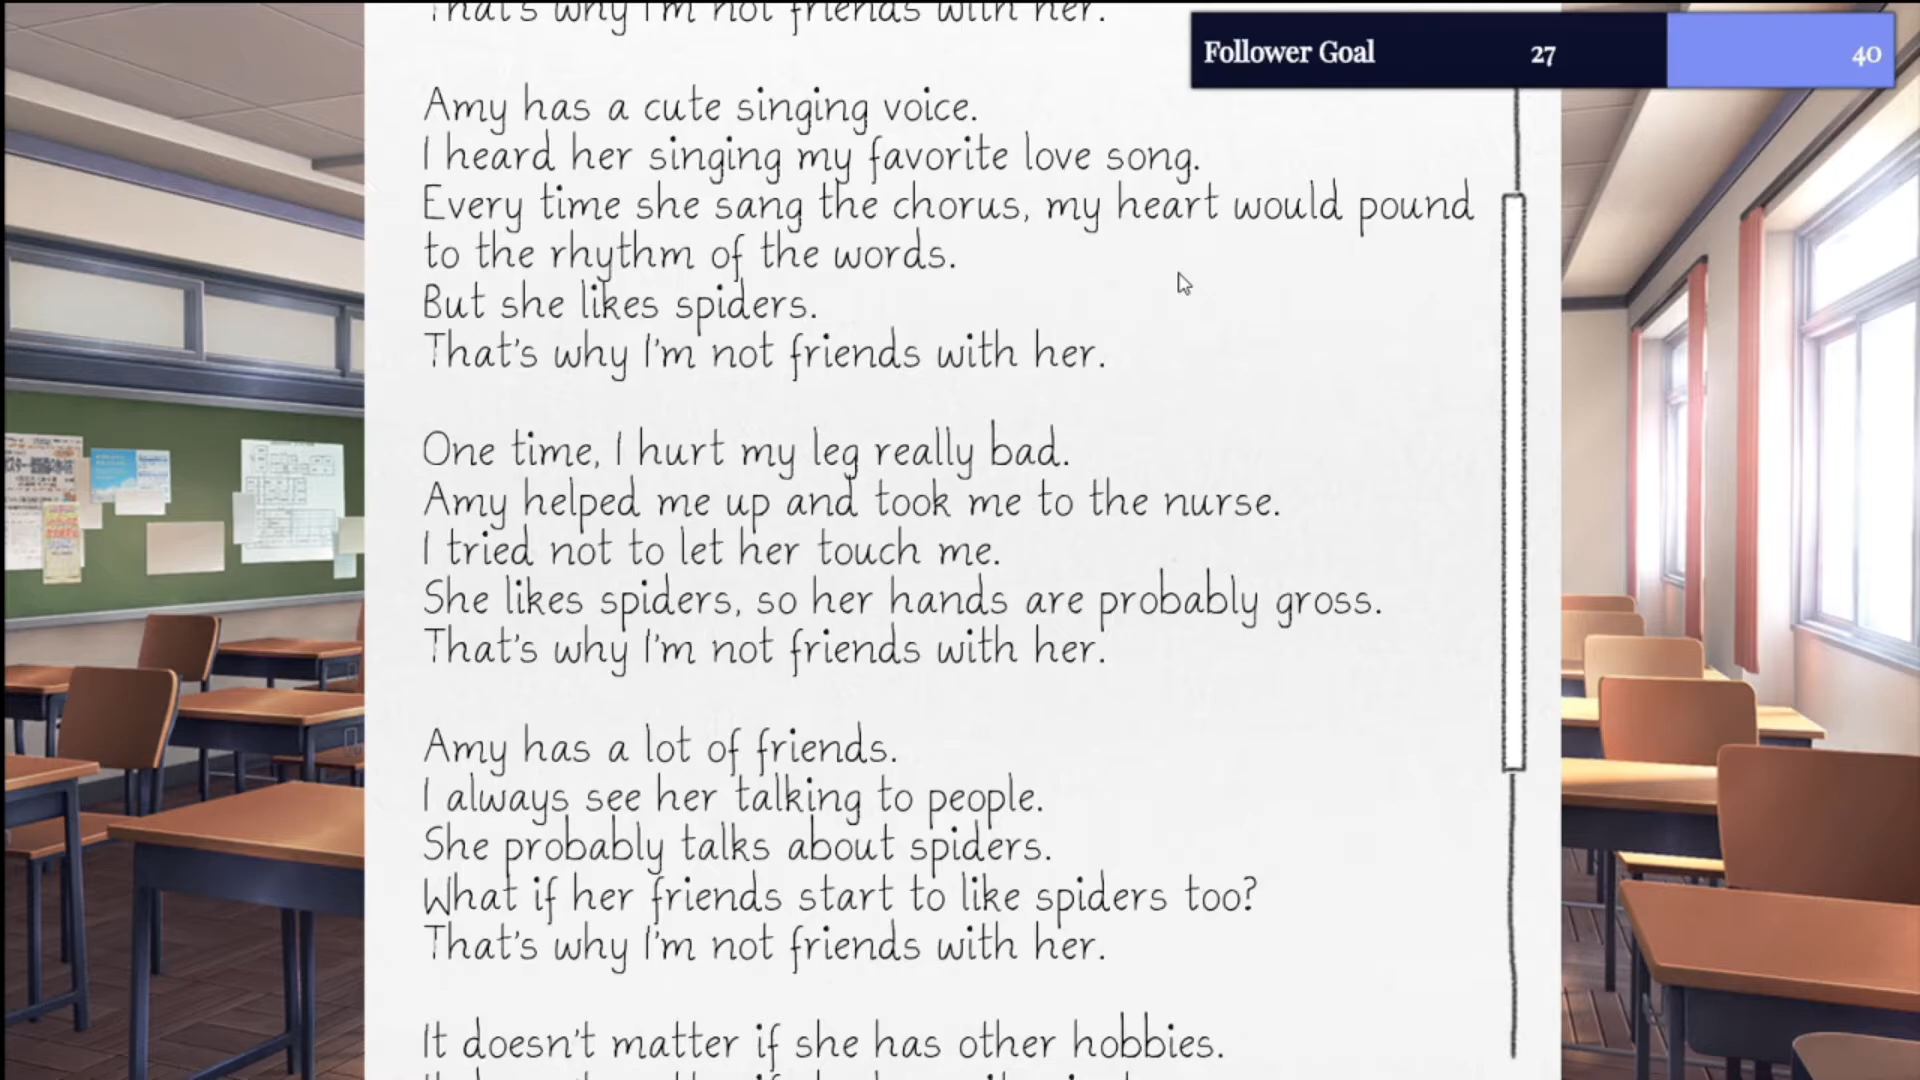 That's why I'm not friends with her.
Follower Goal 27 40
Amy has a cute singing voice.
I heard her singing my favorite love song.
Every time she sang the chorus, my heart would pound
to the rhythm of the words.
But she likes spiders.
That's why I'm not friends with her.
One time, I hurt my leg really bad.
Amy helped me up and took me to the nurse.
I tried not to let her touch me.
She likes spiders, so her hands are probably gross.
That's why I'm not friends with her.
Amy has a lot of friends.
I always see her talking to people.
She probably talks about spiders.
What if her friends start to like spiders too?
That's why I'm not friends with her.
It doesn't matter if she has other hobbies.